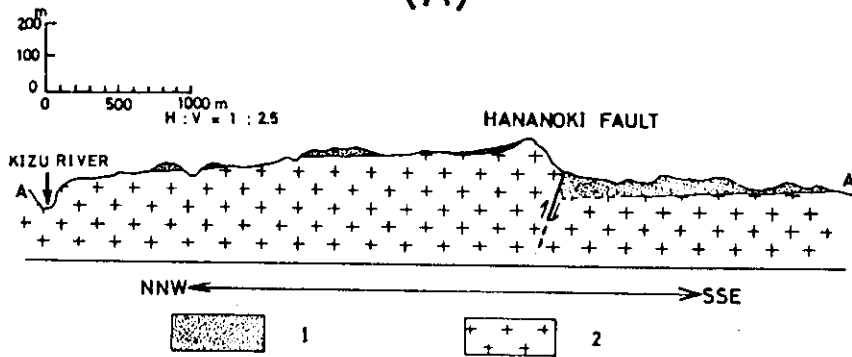 (A)
200 m
100
0
0 500 1000 m
H : V = 1 : 2.5
HANANOKI FAULT
KIZU RIVER
A A
NNW SSE
1 2